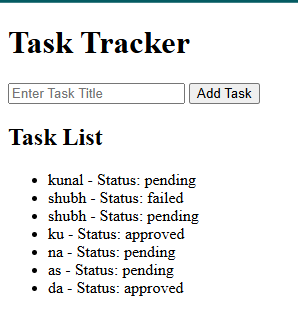 Task Tracker
Enter Task Title Add Task
Task List
kunal - Status: pending
shubh - Status: failed
shubh - Status: pending
ku - Status: approved
na - Status: pending
as - Status: pending
da - Status: approved